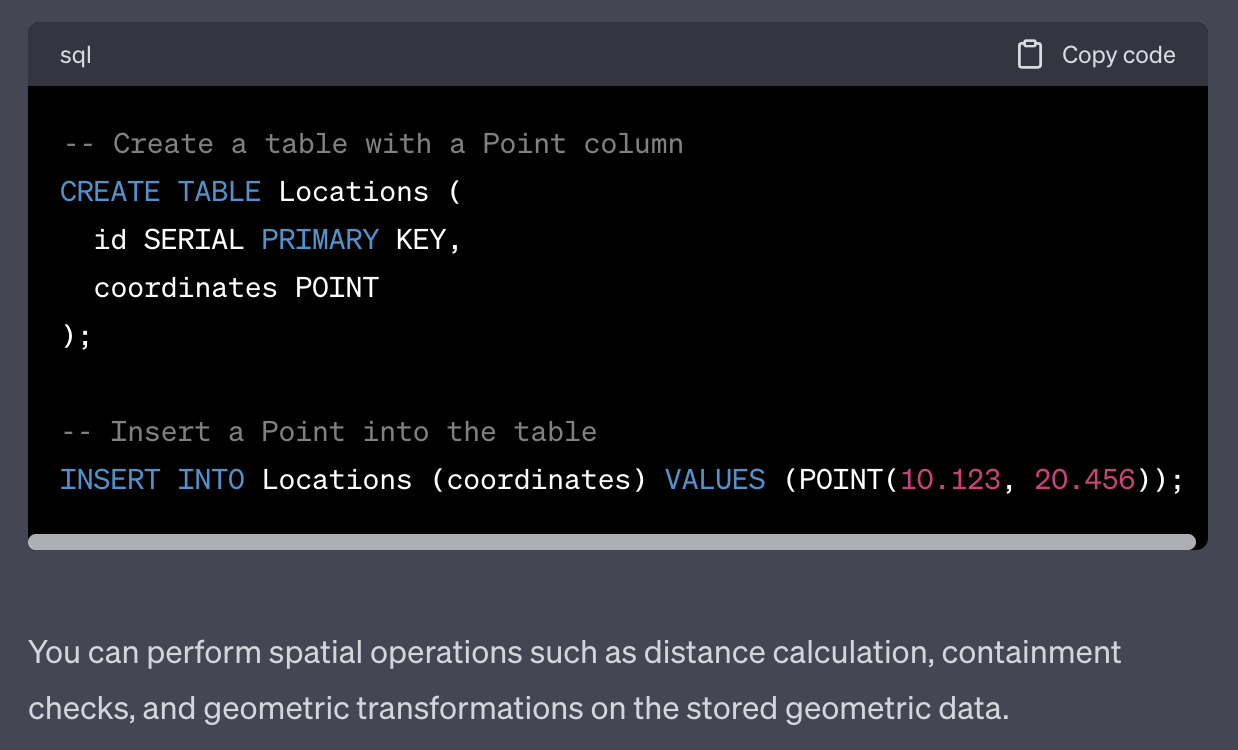 sql
Copy code
-- Create a table with a Point column
CREATE TABLE Locations (
  id SERIAL PRIMARY KEY,
  coordinates POINT
);
-- Insert a Point into the table
INSERT INTO Locations (coordinates) VALUES (POINT(10.123, 20.456));
You can perform spatial operations such as distance calculation, containment
checks, and geometric transformations on the stored geometric data.